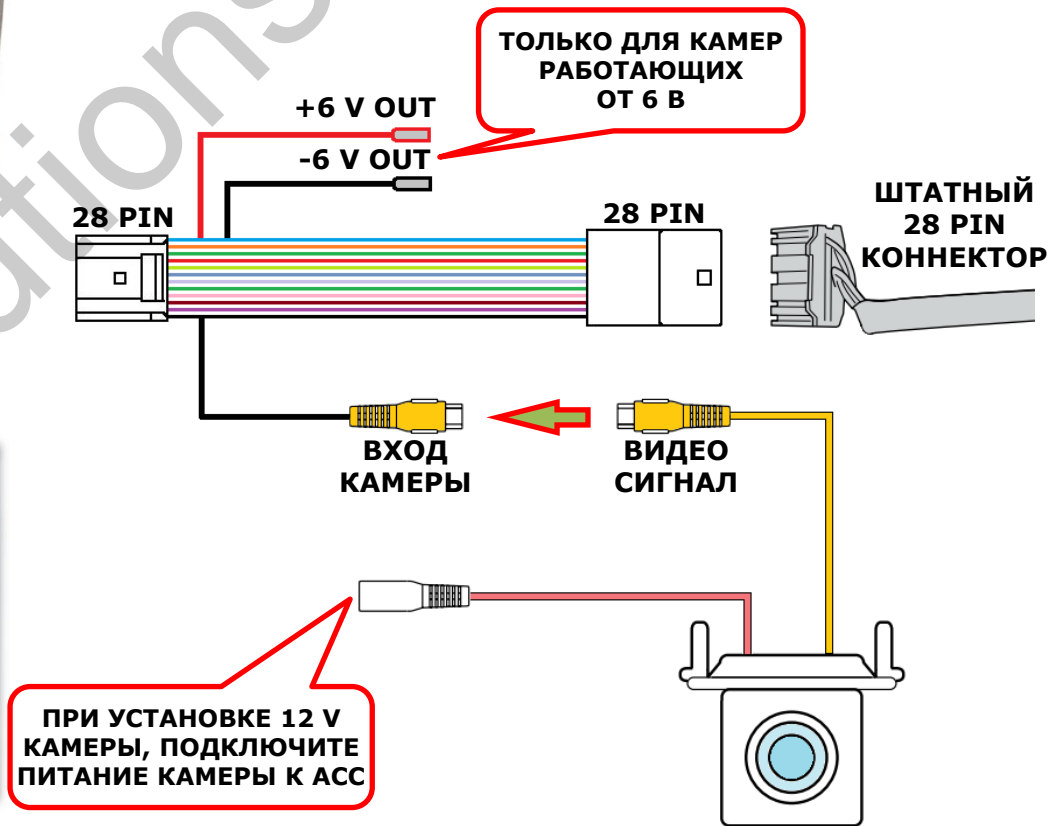 ТОЛЬКО ДЛЯ КАМЕР
РАБОТАЮЩИХ
ОТ 6 В
+6 V OUT
-6 V OUT
28 PIN
28 PIN
ШТАТНЫЙ
28 PIN
КОННЕКТОР
ВХОД
КАМЕРЫ
ВИДЕО
СИГНАЛ
ПРИ УСТАНОВКЕ 12 V
КАМЕРЫ, ПОДКЛЮЧИТЕ
ПИТАНИЕ КАМЕРЫ К ACC
utions